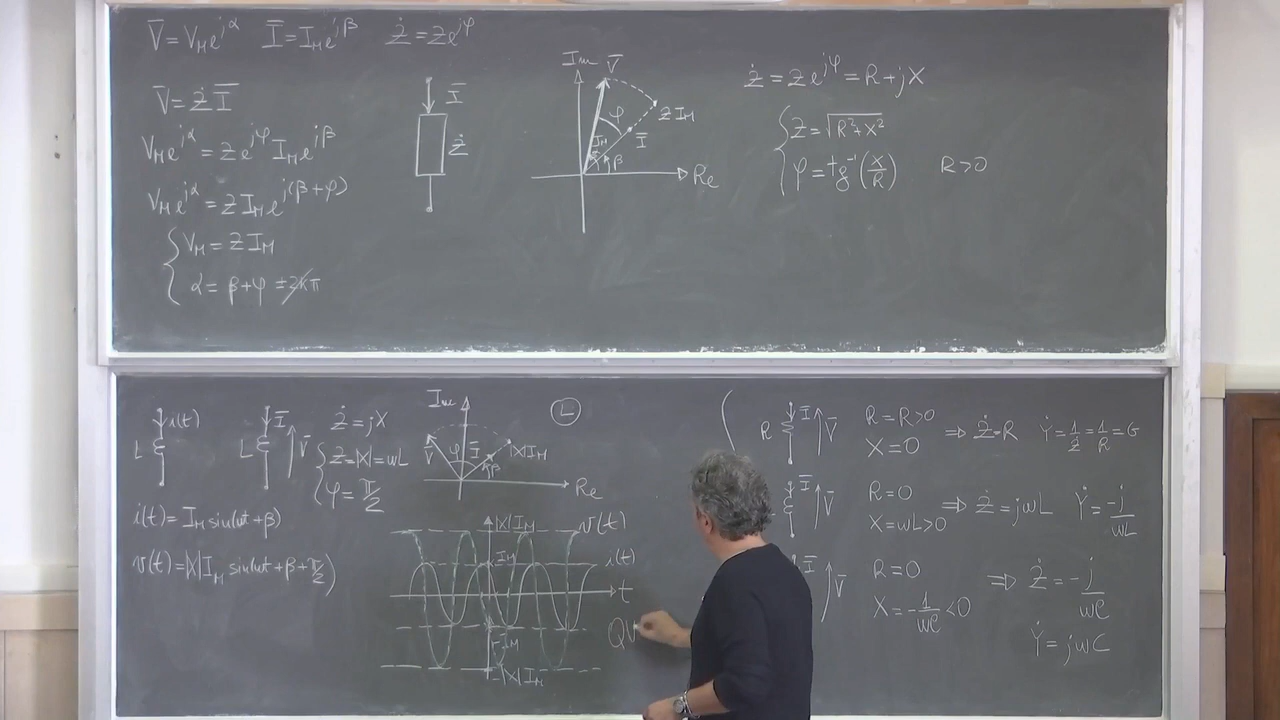 V̅ = V_M e^{jα}   I̅ = I_M e^{jβ}   Ż = Z e^{jφ}
V̅ = Ż I̅
V_M e^{jα} = Z e^{jφ} I_M e^{jβ}
V_M e^{jα} = Z I_M e^{j(β+φ)}
V_M = Z I_M
α = β + φ ± 2kπ
I̅
Ż
Im V̅
φ
Z I_M
I̅
I_M
β
Re
Ż = Z e^{jφ} = R + jX
Z = √(R² + X²)
φ = tg⁻¹(X/R)   R > 0
L i(t)
L I̅ V̅
Ż = jX
Z = |X| = ωL
φ = π/2
i(t) = I_M sin(ωt + β)
v(t) = |X| I_M sin(ωt + β + π/2)
Im
V̅ φ I̅ |X|I_M
β
Re
L
|X|I_M v(t)
I_M i(t)
t
-I_M
-|X|I_M
QV
R I̅ V̅
R = R > 0
X = 0
⇒ Ż = R   Ẏ = 1/Ż = 1/R = G
I̅ V̅
R = 0
X = ωL > 0
⇒ Ż = jωL   Ẏ = -j/ωL
I̅ V̅
R = 0
X = -1/ωC < 0
⇒ Ż = -j/ωC
Ẏ = jωC